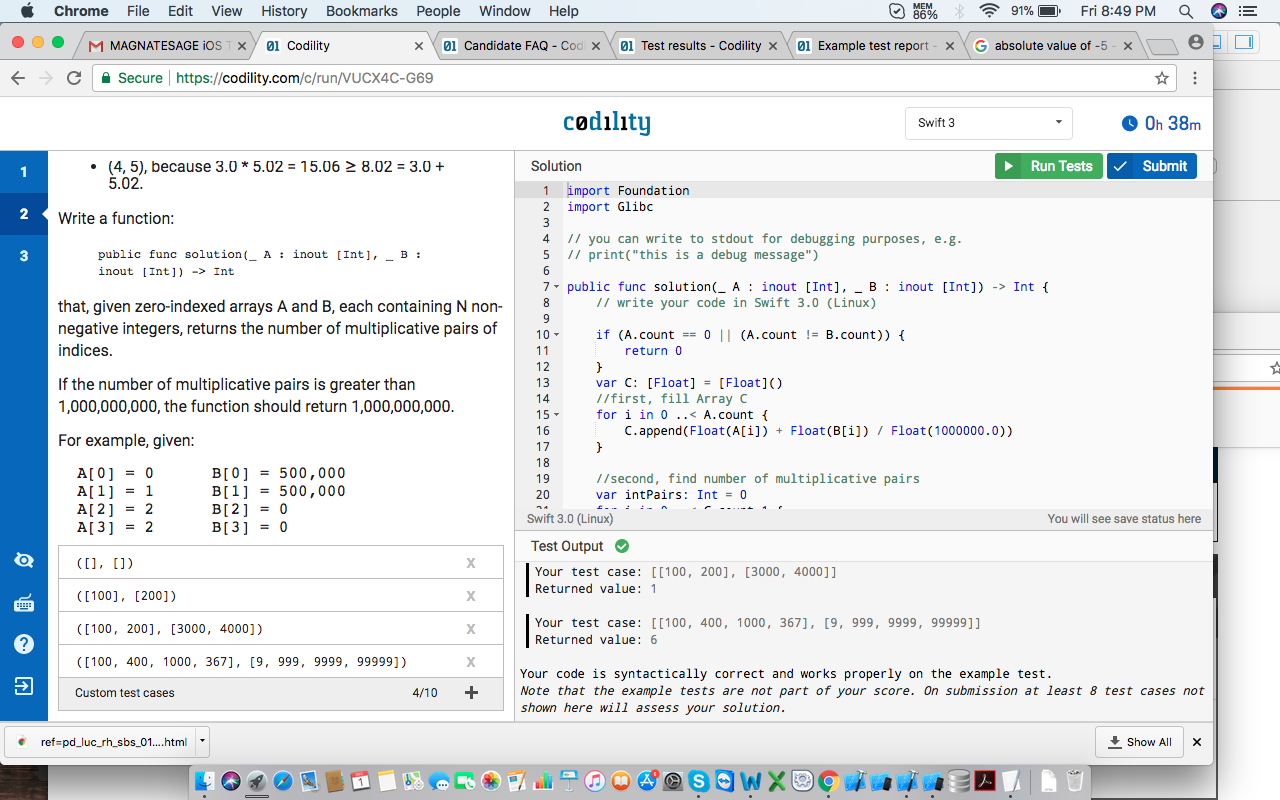 Chrome File Edit View History Bookmarks People Window Help MEM 86% 91% Fri 8:49 PM
MAGNATESAGE iOS T Codility Candidate FAQ - Codi Test results - Codility Example test report - absolute value of -5 -
Secure https://codility.com/c/run/VUCX4C-G69
codility Swift 3 0h 38m
1
2
3
• (4, 5), because 3.0 * 5.02 = 15.06 ≥ 8.02 = 3.0 +
5.02.
Write a function:
public func solution(_ A : inout [Int], _ B :
inout [Int]) -> Int
that, given zero-indexed arrays A and B, each containing N non-
negative integers, returns the number of multiplicative pairs of
indices.
If the number of multiplicative pairs is greater than
1,000,000,000, the function should return 1,000,000,000.
For example, given:
A[0] = 0 B[0] = 500,000
A[1] = 1 B[1] = 500,000
A[2] = 2 B[2] = 0
A[3] = 2 B[3] = 0
([], []) x
([100], [200]) x
([100, 200], [3000, 4000]) x
([100, 400, 1000, 367], [9, 999, 9999, 99999]) x
Custom test cases 4/10 +
Solution Run Tests Submit
1 import Foundation
2 import Glibc
3
4 // you can write to stdout for debugging purposes, e.g.
5 // print("this is a debug message")
6
7 public func solution(_ A : inout [Int], _ B : inout [Int]) -> Int {
8 // write your code in Swift 3.0 (Linux)
9
10 if (A.count == 0 || (A.count != B.count)) {
11 return 0
12 }
13 var C: [Float] = [Float]()
14 //first, fill Array C
15 for i in 0 ..< A.count {
16 C.append(Float(A[i]) + Float(B[i]) / Float(1000000.0))
17 }
18
19 //second, find number of multiplicative pairs
20 var intPairs: Int = 0
Swift 3.0 (Linux) You will see save status here
Test Output
Your test case: [[100, 200], [3000, 4000]]
Returned value: 1
Your test case: [[100, 400, 1000, 367], [9, 999, 9999, 99999]]
Returned value: 6
Your code is syntactically correct and works properly on the example test.
Note that the example tests are not part of your score. On submission at least 8 test cases not
shown here will assess your solution.
ref=pd_luc_rh_sbs_01....html Show All